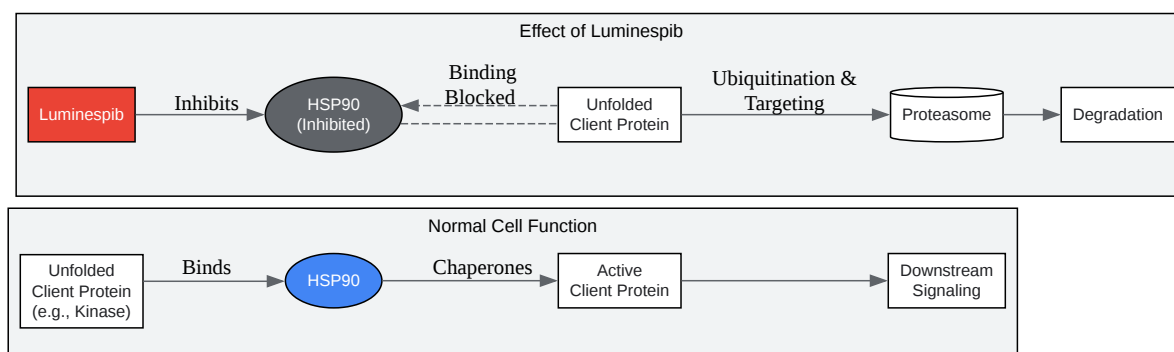 Effect of Luminespib
Luminespib
Inhibits
HSP90
(Inhibited)
Binding
Blocked
Unfolded
Client Protein
Ubiquitination &
Targeting
Proteasome
Degradation
Normal Cell Function
Unfolded
Client Protein
(e.g., Kinase)
Binds
HSP90
Chaperones
Active
Client Protein
Downstream
Signaling